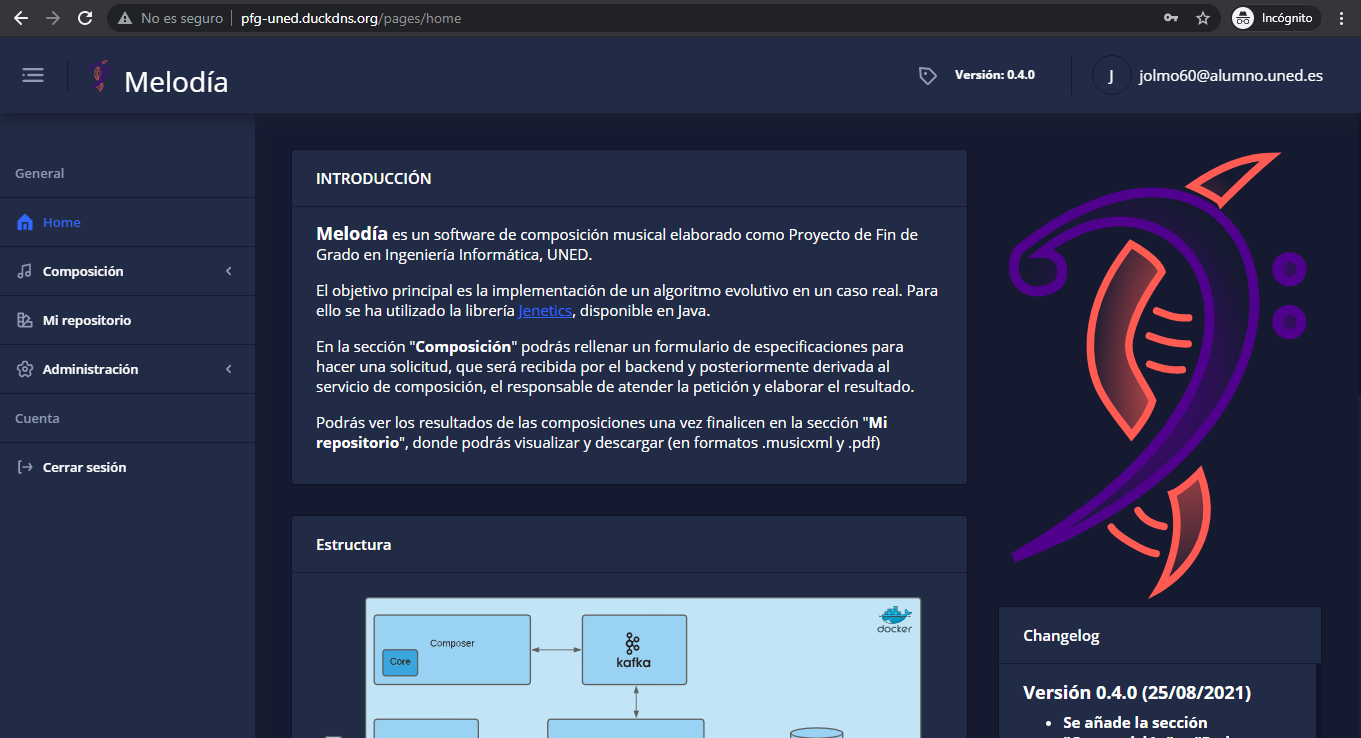 No es seguro | pfg-uned.duckdns.org/pages/home
Incógnito
Melodía
Versión: 0.4.0
J
jolmo60@alumno.uned.es
General
Home
Composición
Mi repositorio
Administración
Cuenta
Cerrar sesión
INTRODUCCIÓN
Melodía es un software de composición musical elaborado como Proyecto de Fin de
Grado en Ingeniería Informática, UNED.
El objetivo principal es la implementación de un algoritmo evolutivo en un caso real. Para
ello se ha utilizado la librería Jenetics, disponible en Java.
En la sección "Composición" podrás rellenar un formulario de especificaciones para
hacer una solicitud, que será recibida por el backend y posteriormente derivada al
servicio de composición, el responsable de atender la petición y elaborar el resultado.
Podrás ver los resultados de las composiciones una vez finalicen en la sección "Mi
repositorio", donde podrás visualizar y descargar (en formatos .musicxml y .pdf)
Estructura
Composer
Core
kafka
docker
Changelog
Versión 0.4.0 (25/08/2021)
• Se añade la sección